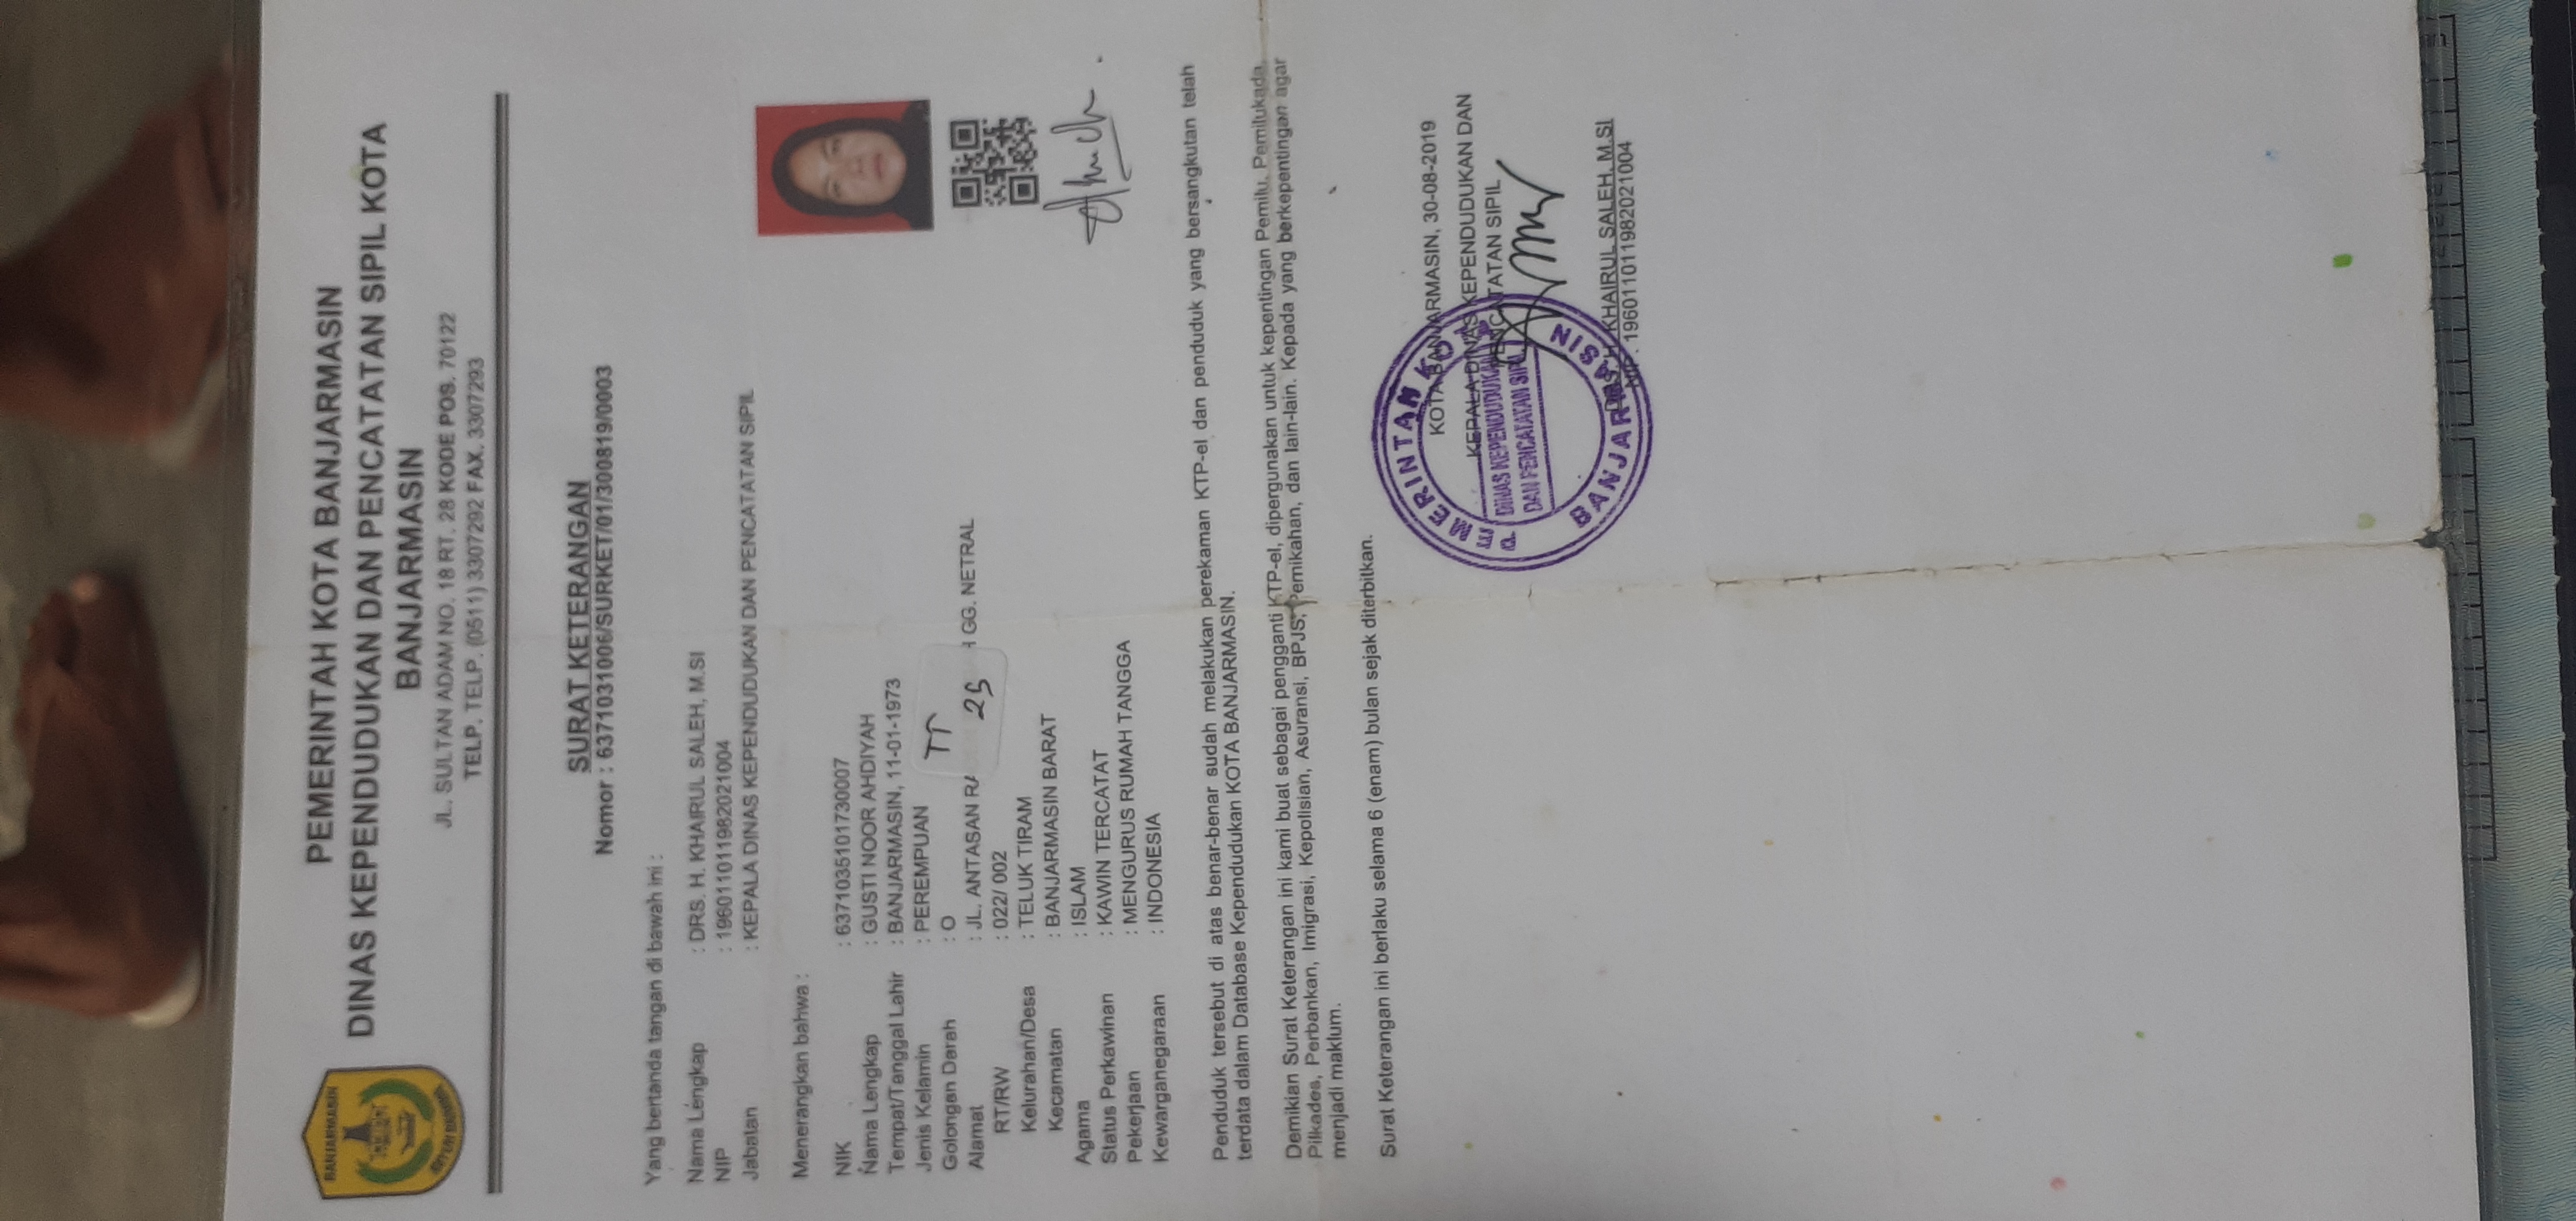 BANJARMASIN
KAYUH BAIMBAI
PEMERINTAH KOTA BANJARMASIN
DINAS KEPENDUDUKAN DAN PENCATATAN SIPIL KOTA
BANJARMASIN
JL. SULTAN ADAM NO. 18 RT. 28 KODE POS. 70122
TELP. TELP. (0511) 3307292 FAX. 3307293
SURAT KETERANGAN
Nomor : 6371031006/SURKET/01/300819/0003
Yang bertanda tangan di bawah ini :
Nama Lengkap : DRS. H. KHAIRUL SALEH, M.SI
NIP : 196011011982021004
Jabatan : KEPALA DINAS KEPENDUDUKAN DAN PENCATATAN SIPIL
Menerangkan bahwa :
NIK : 6371035101730007
Nama Lengkap : GUSTI NOOR AHDIYAH
Tempat/Tanggal Lahir : BANJARMASIN, 11-01-1973
Jenis Kelamin : PEREMPUAN
TT
Golongan Darah : O
25
Alamat : JL. ANTASAN GG. NETRAL
RT/RW : 022/ 002
Kelurahan/Desa : TELUK TIRAM
Kecamatan : BANJARMASIN BARAT
Agama : ISLAM
Status Perkawinan : KAWIN TERCATAT
Pekerjaan : MENGURUS RUMAH TANGGA
Kewarganegaraan : INDONESIA
Penduduk tersebut di atas benar-benar sudah melakukan perekaman KTP-el dan penduduk yang bersangkutan telah
terdata dalam Database Kependudukan KOTA BANJARMASIN.
Demikian Surat Keterangan ini kami buat sebagai pengganti KTP-el, dipergunakan untuk kepentingan Pemilu, Pemilukada,
Pilkades, Perbankan, Imigrasi, Kepolisian, Asuransi, BPJS, Pernikahan, dan lain-lain. Kepada yang berkepentingan agar
menjadi maklum.
Surat Keterangan ini berlaku selama 6 (enam) bulan sejak diterbitkan.
KOTA BANJARMASIN, 30-08-2019
KEPALA DINAS KEPENDUDUKAN DAN
PENCATATAN SIPIL
PEMERINTAH KOTA
DINAS KEPENDUDUKAN
DAN PENCATATAN SIPIL
BANJARMASIN
DRS. H. KHAIRUL SALEH, M.SI
NIP. 196011011982021004